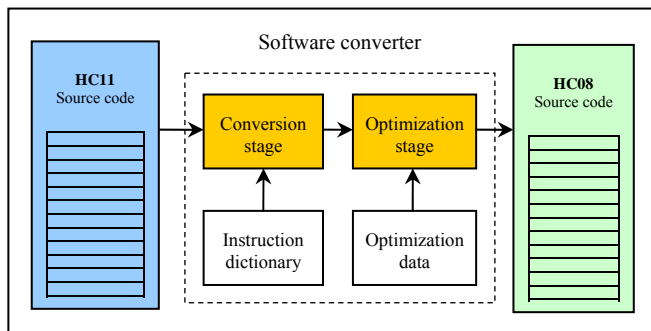 Software converter
HC11
Source code
Conversion
stage
Optimization
stage
Instruction
dictionary
Optimization
data
HC08
Source code